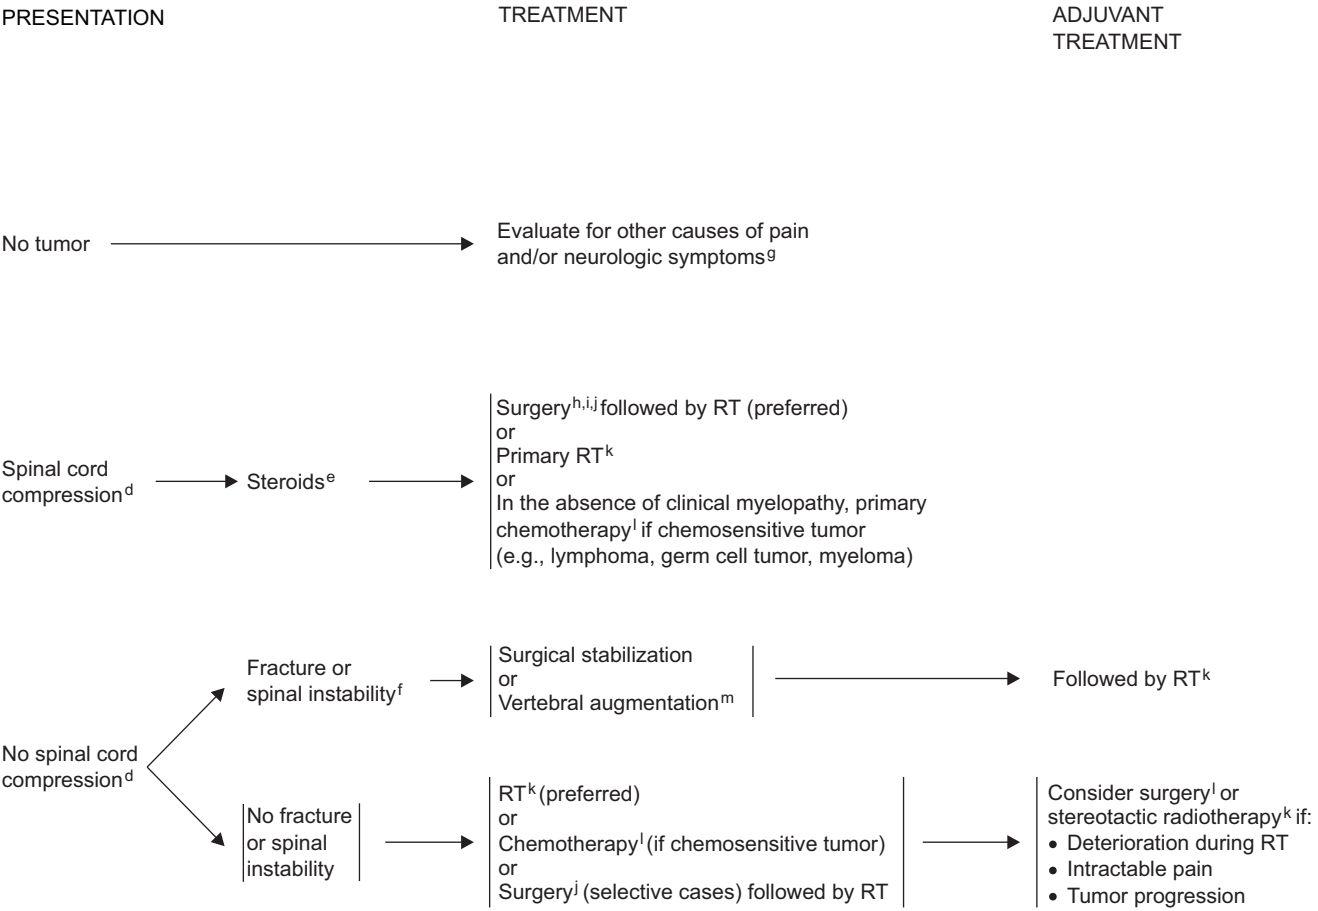 PRESENTATION
TREATMENT
ADJUVANT
TREATMENT
No tumor
Evaluate for other causes of pain
and/or neurologic symptomsg
Spinal cord
compressiond
Steroidse
Surgeryh,i,j followed by RT (preferred)
or
Primary RTk
or
In the absence of clinical myelopathy, primary
chemotherapyl if chemosensitive tumor
(e.g., lymphoma, germ cell tumor, myeloma)
No spinal cord
compressiond
Fracture or
spinal instabilityf
Surgical stabilization
or
Vertebral augmentationm
Followed by RTk
No fracture
or spinal
instability
RTk (preferred)
or
Chemotherapyl (if chemosensitive tumor)
or
Surgeryj (selective cases) followed by RT
Consider surgeryl or
stereotactic radiotherapyk if:
• Deterioration during RT
• Intractable pain
• Tumor progression